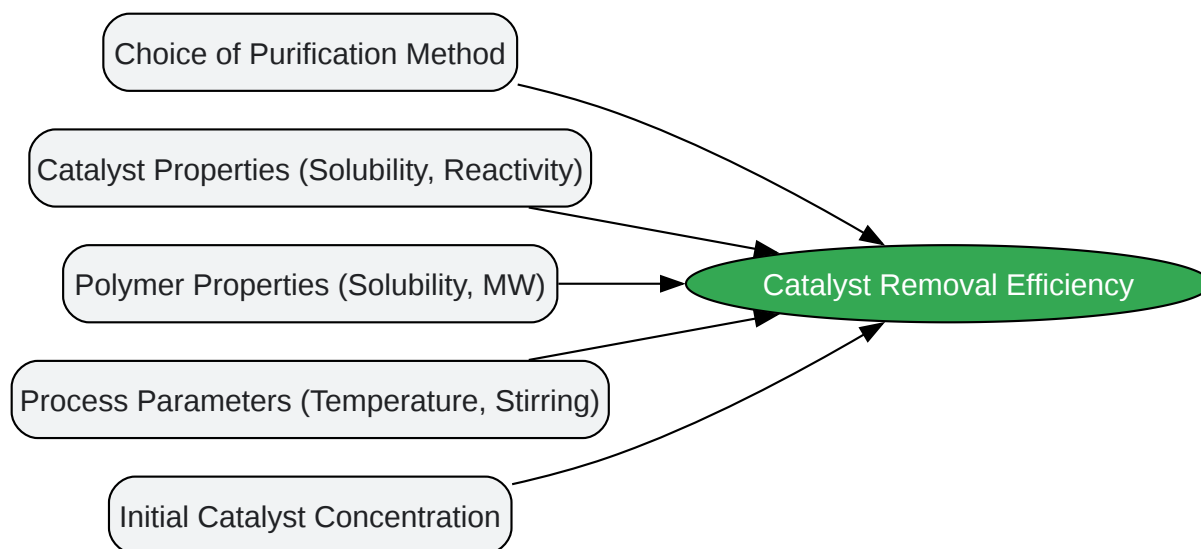 Choice of Purification Method
Catalyst Properties (Solubility, Reactivity)
Polymer Properties (Solubility, MW)
Catalyst Removal Efficiency
Process Parameters (Temperature, Stirring)
Initial Catalyst Concentration